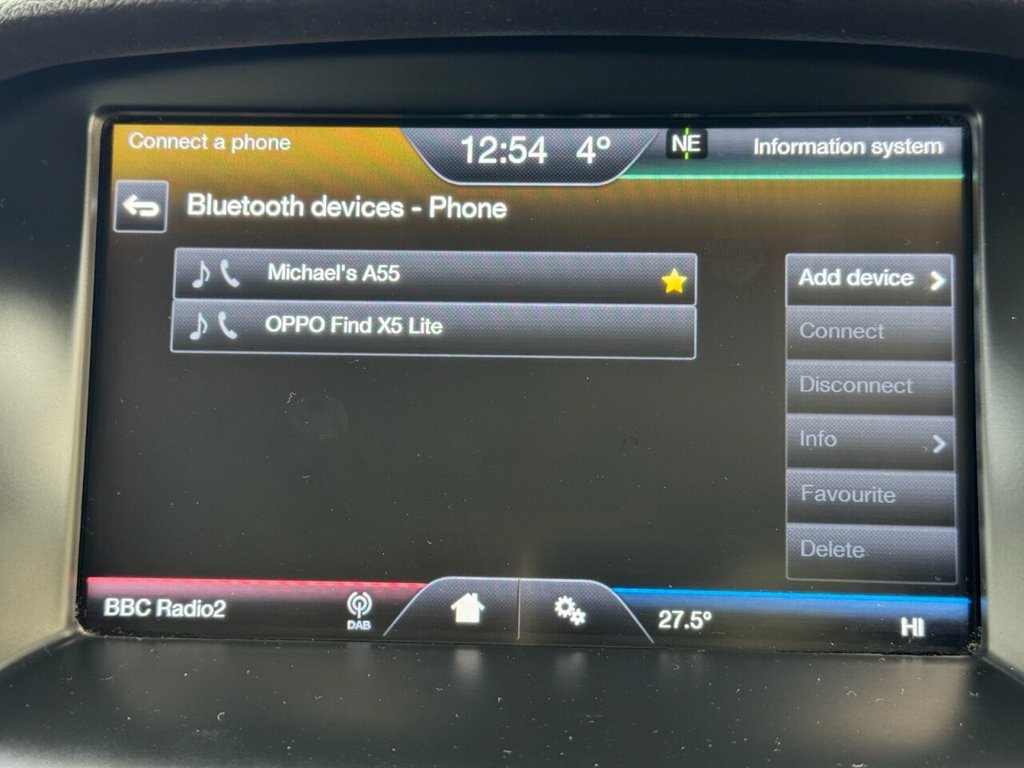 Connect a phone
12:54 4°
NE
Information system
Bluetooth devices - Phone
Michael's A55
OPPO Find X5 Lite
Add device
Connect
Disconnect
Info
Favourite
Delete
BBC Radio2
DAB
27.5°
HI